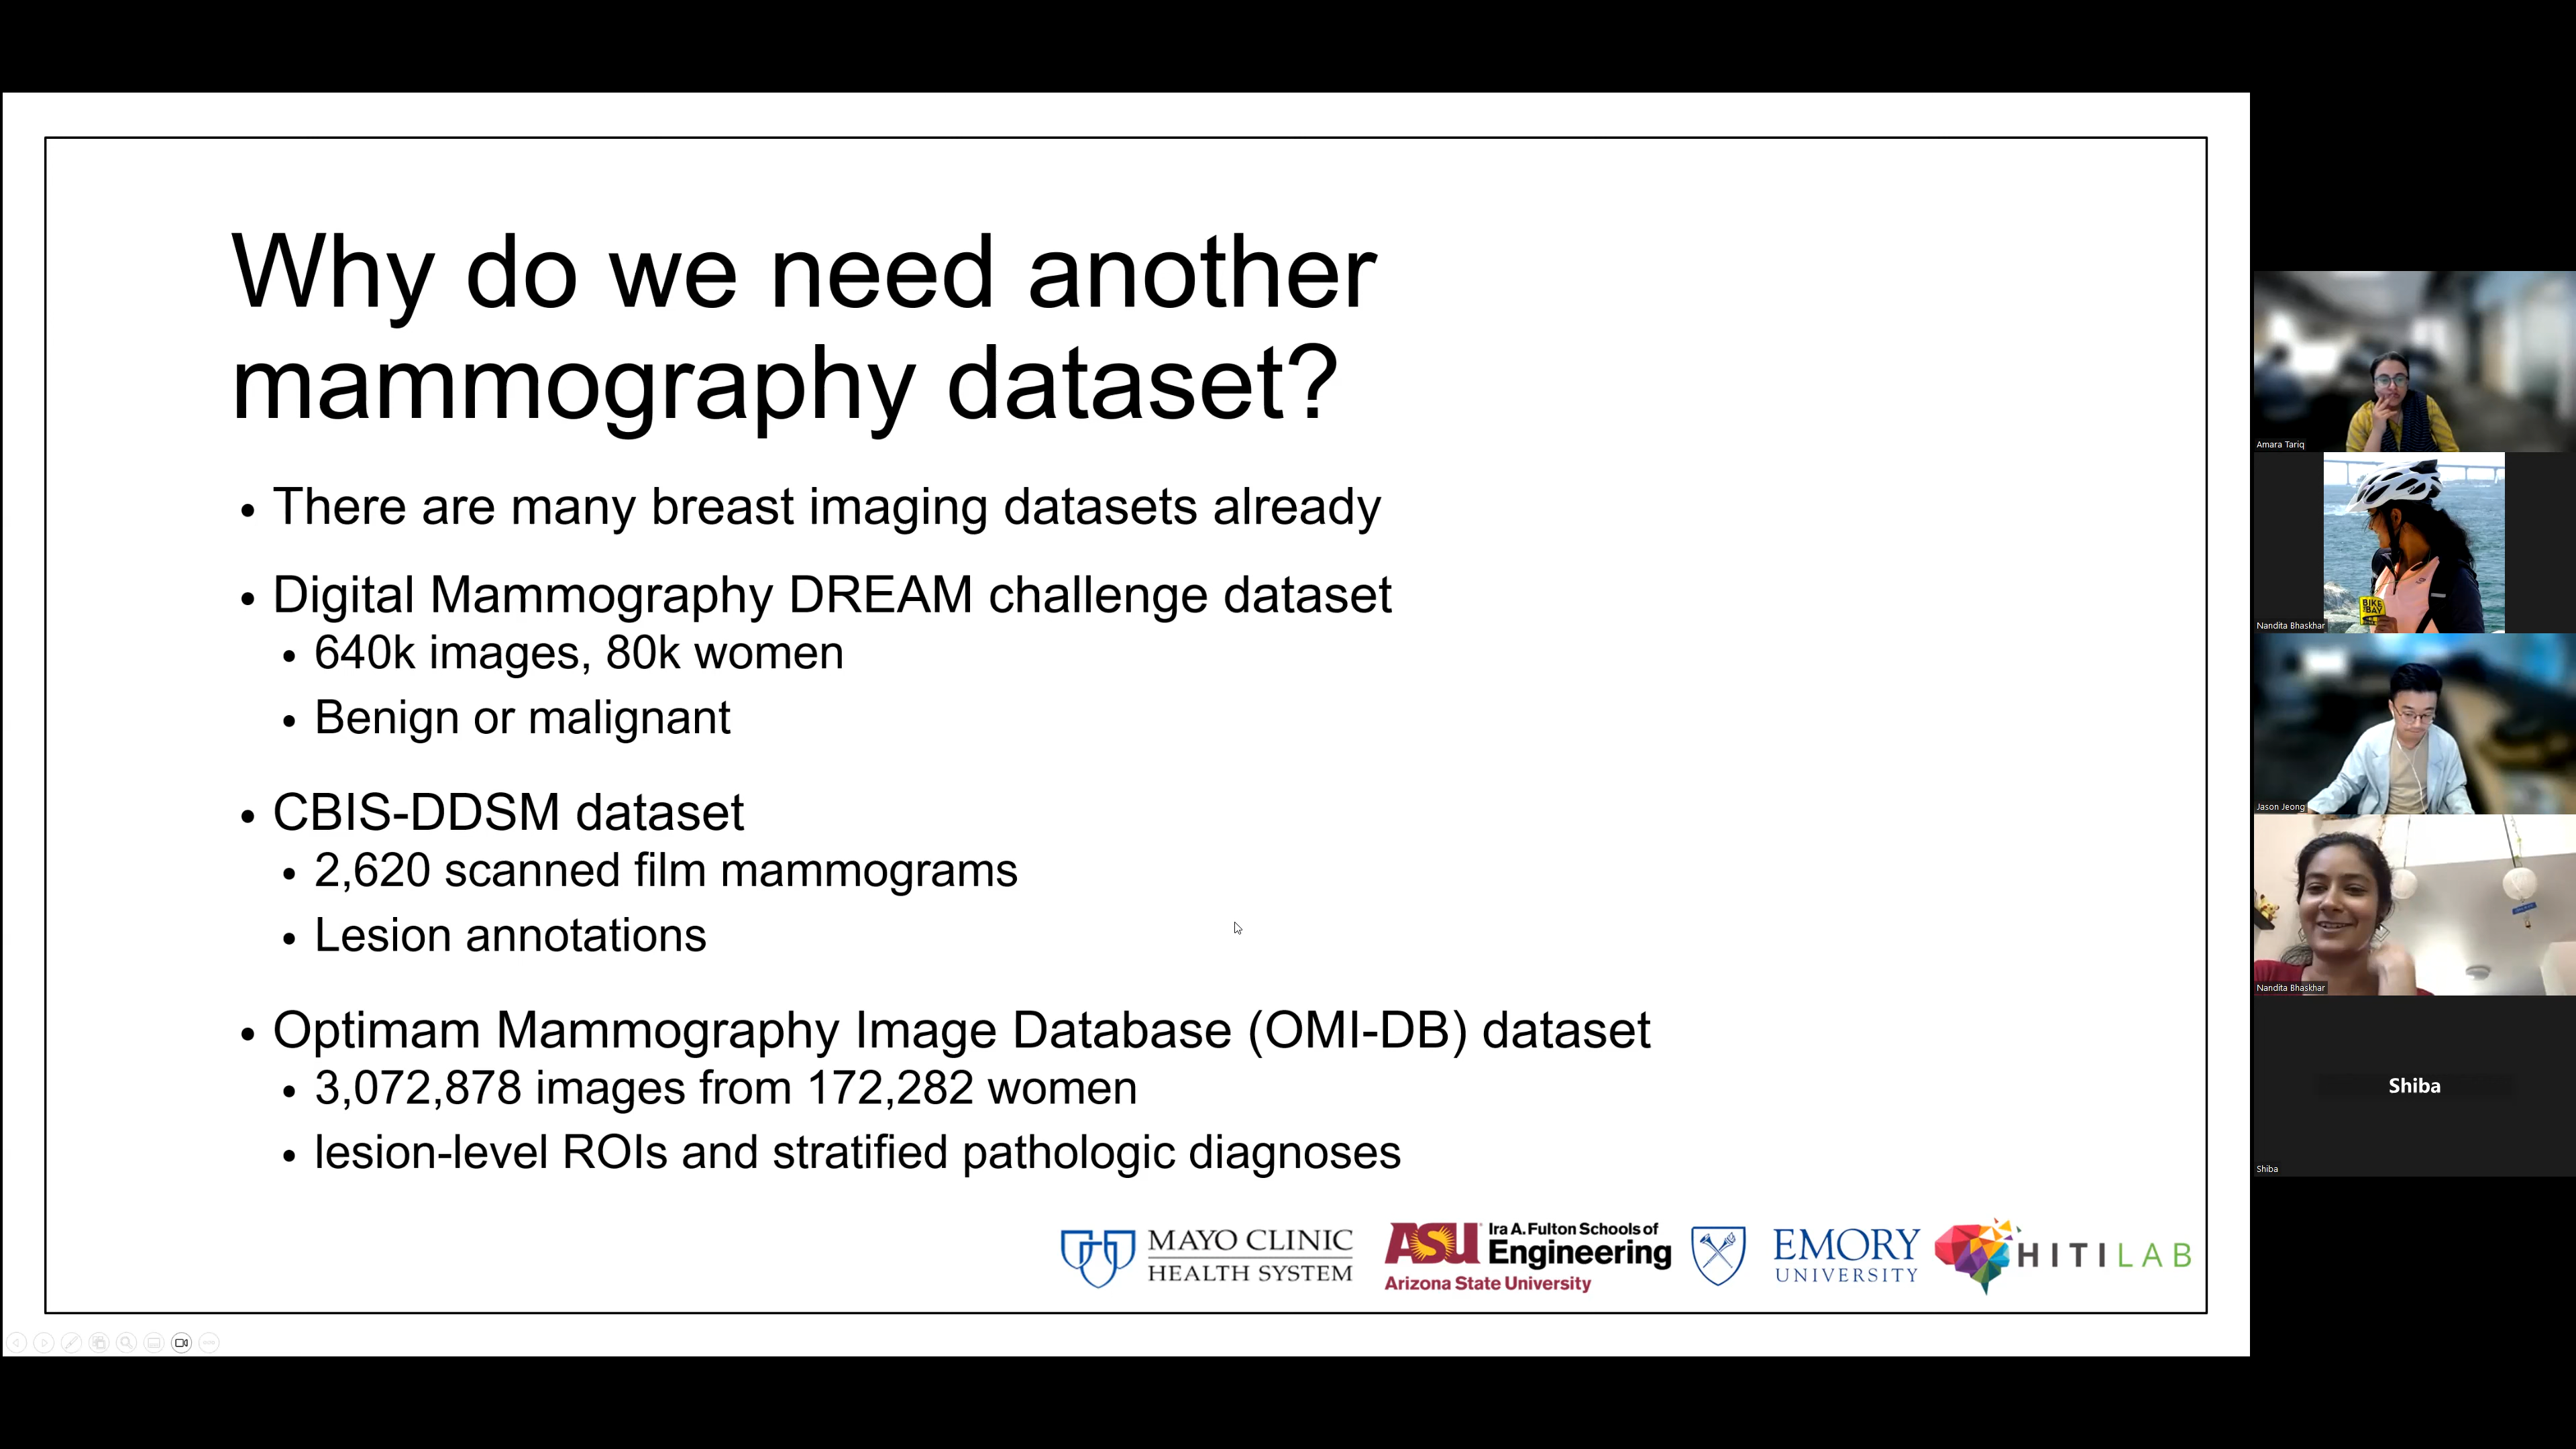 Why do we need another
mammography dataset?
• There are many breast imaging datasets already
• Digital Mammography DREAM challenge dataset
• 640k images, 80k women
• Benign or malignant
• CBIS-DDSM dataset
• 2,620 scanned film mammograms
• Lesion annotations
• Optimam Mammography Image Database (OMI-DB) dataset
• 3,072,878 images from 172,282 women
• lesion-level ROIs and stratified pathologic diagnoses
MAYO CLINIC
HEALTH SYSTEM
ASU Ira A. Fulton Schools of
Engineering
Arizona State University
EMORY
UNIVERSITY
HITILAB
Amara Tariq
BIKE
BAY
Nandita Bhaskhar
Jason Jeong
Nandita Bhaskhar
Shiba
Shiba